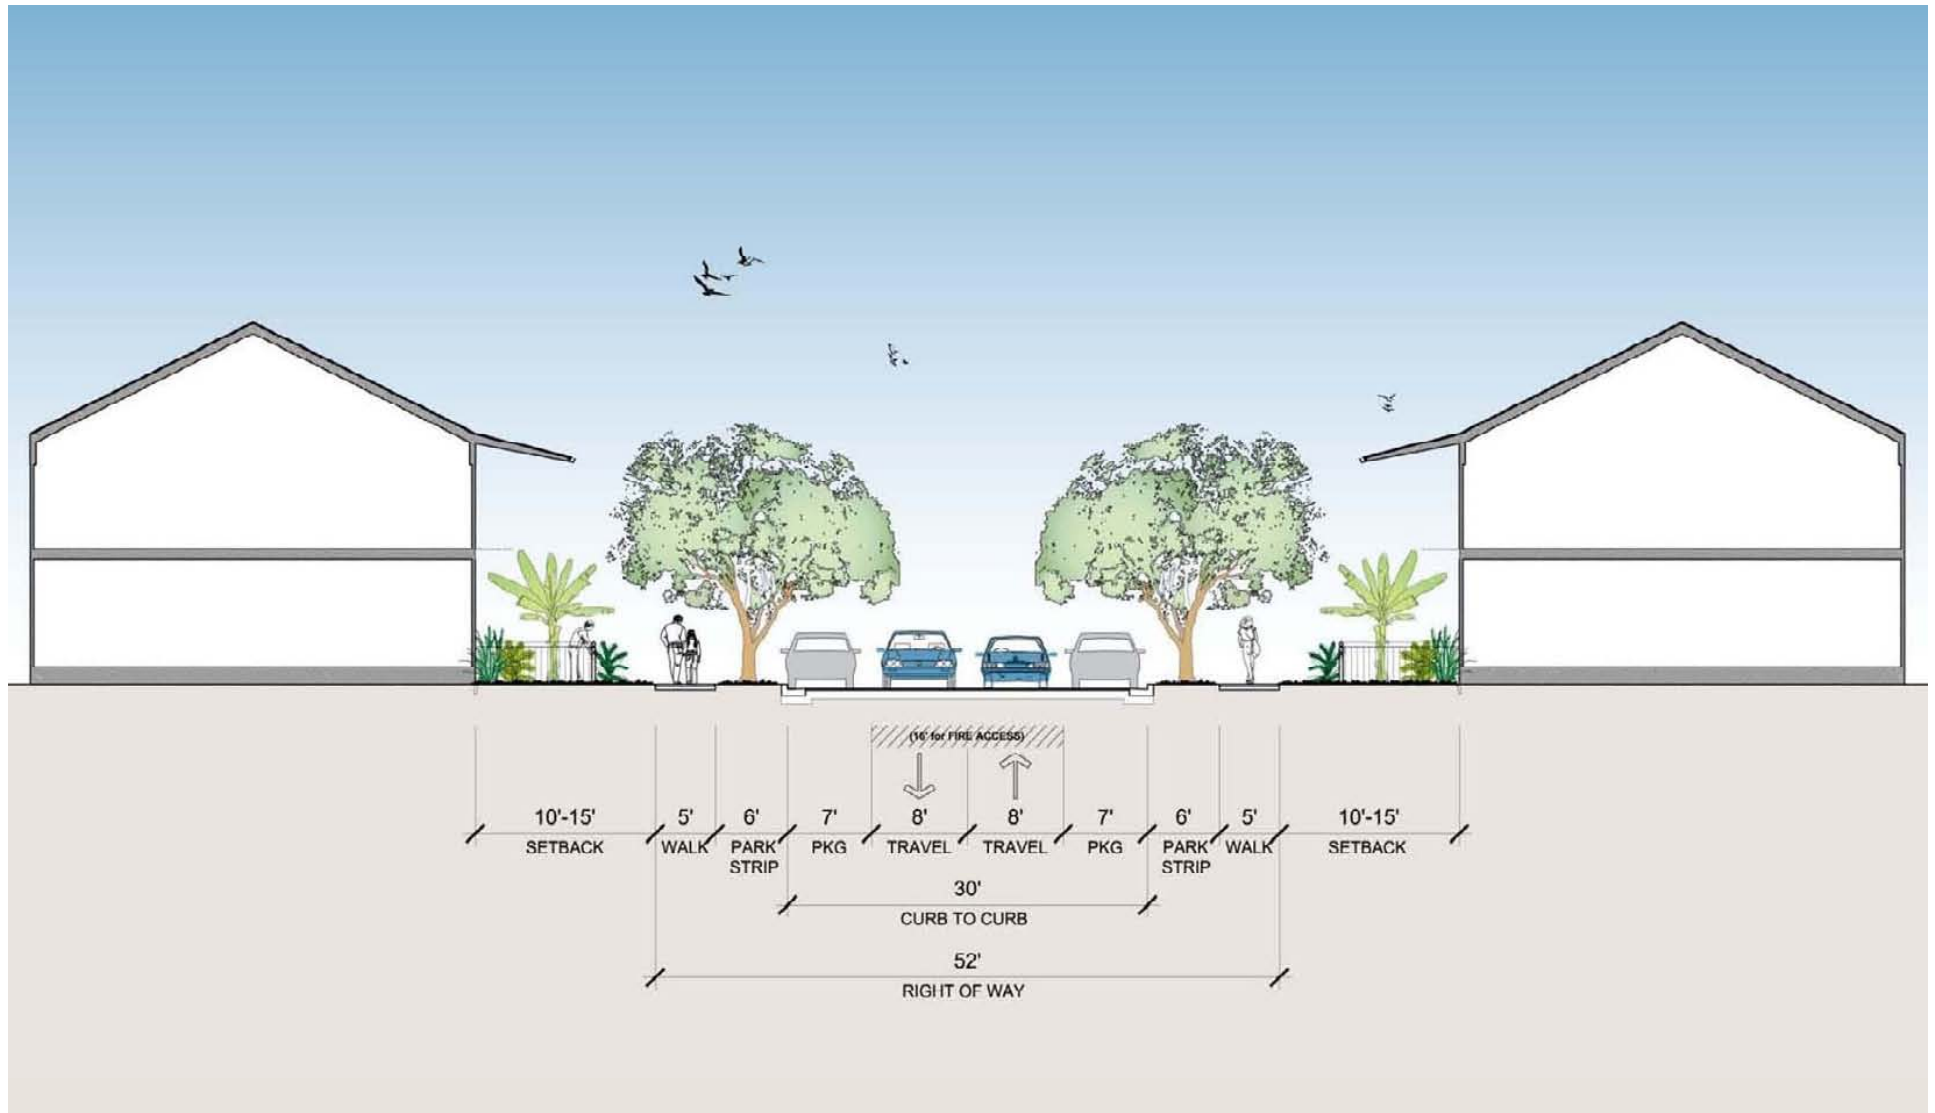 (16' for FIRE ACCESS)
10'-15' 5' 6' 7' 8' 8' 7' 6' 5' 10'-15'
SETBACK WALK PARK PKG TRAVEL TRAVEL PKG PARK WALK SETBACK
STRIP STRIP
30'
CURB TO CURB
52'
RIGHT OF WAY